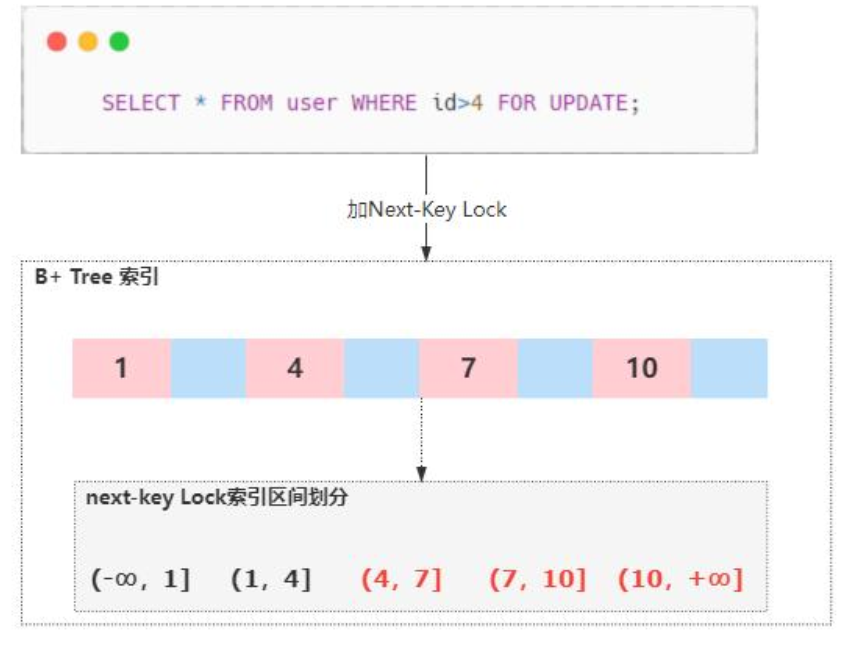 SELECT * FROM user WHERE id>4 FOR UPDATE;
加Next-Key Lock
B+ Tree 索引
1 4 7 10
next-key Lock索引区间划分
(-∞, 1] (1, 4] (4, 7] (7, 10] (10, +∞]